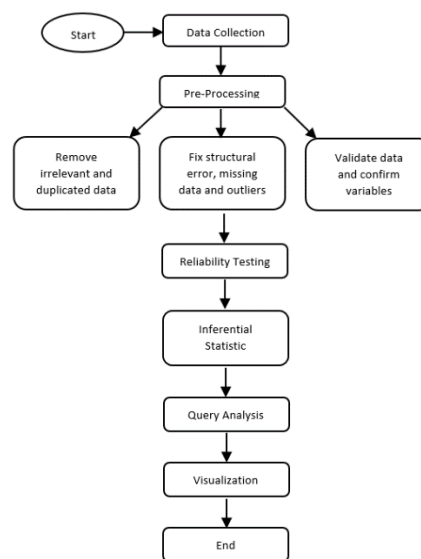 Start
Data Collection
Pre-Processing
Remove
irrelevant and
duplicated data
Fix structural
error, missing
data and outliers
Validate data
and confirm
variables
Reliability Testing
Inferential
Statistic
Query Analysis
Visualization
End